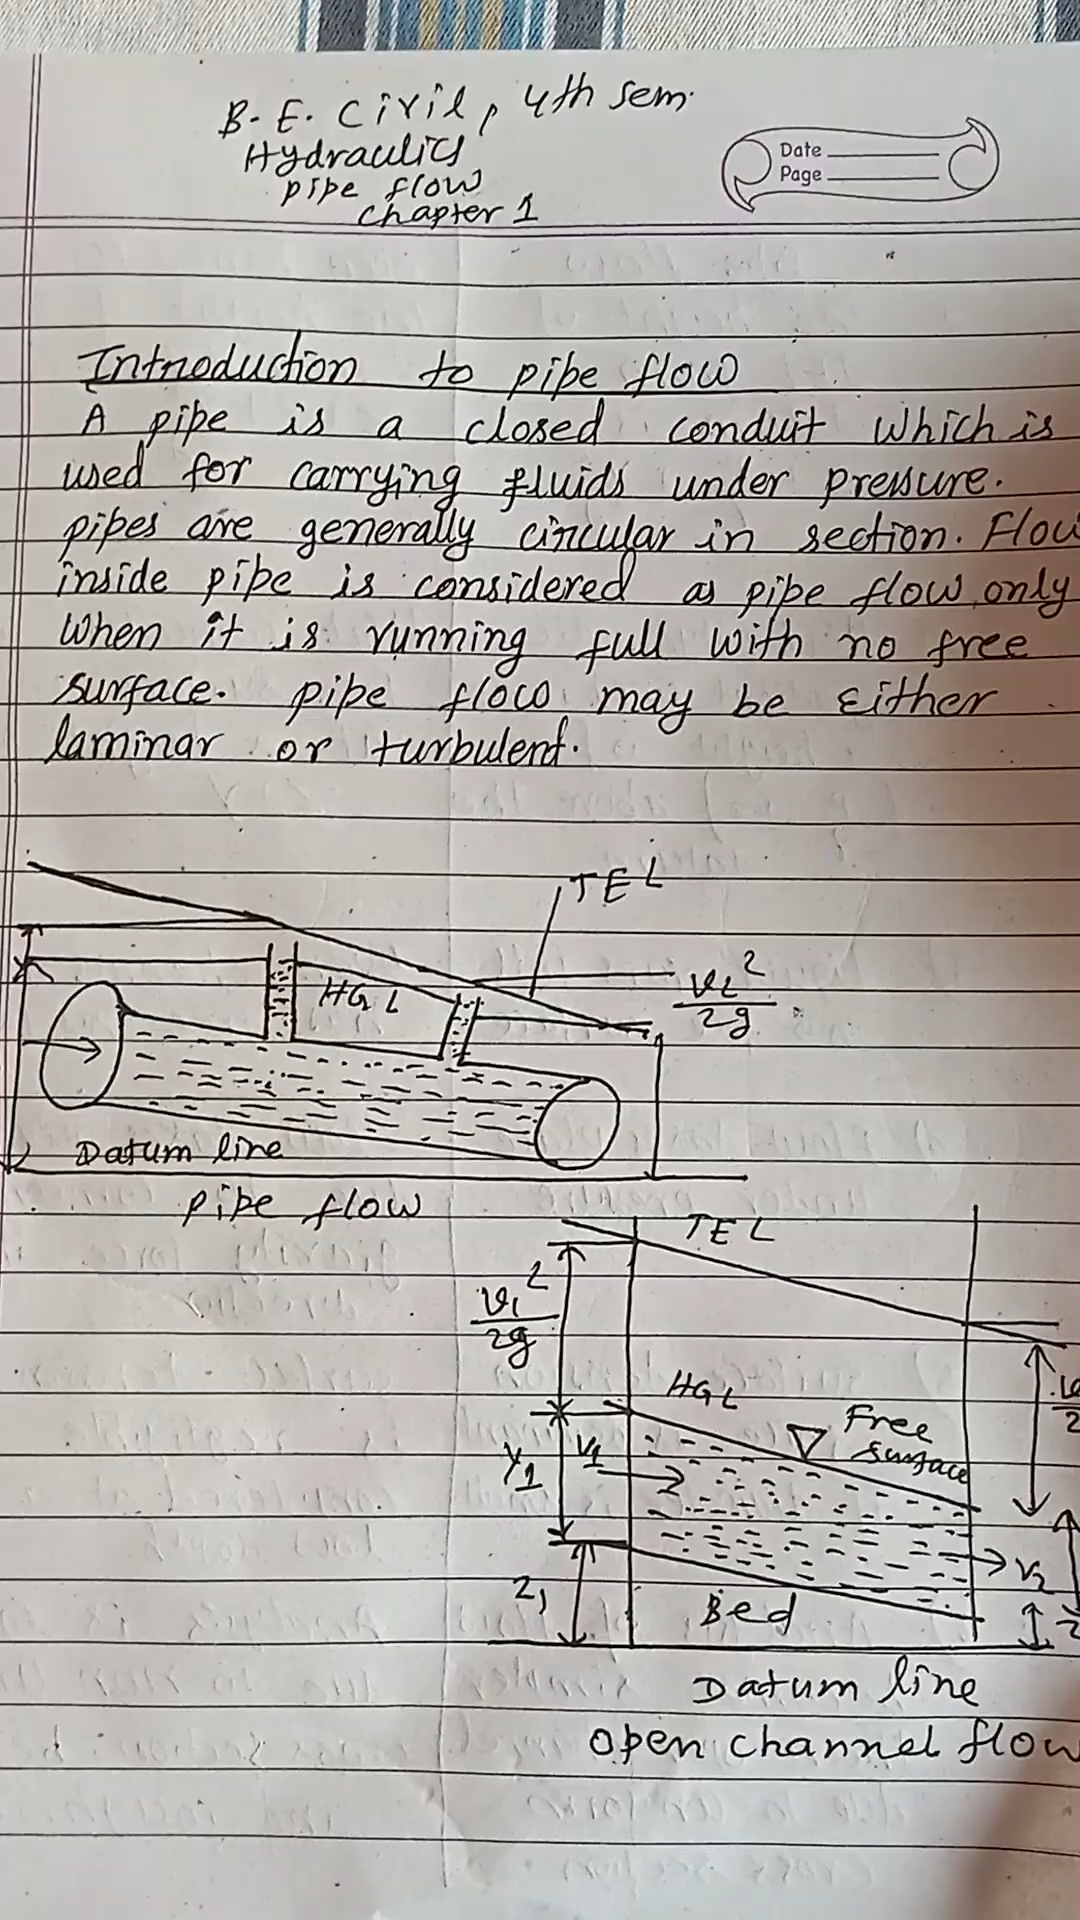 B.E. Civil, 4th sem.
Hydraulics
pipe flow
chapter 1
Date
Page
Introduction to pipe flow
A pipe is a closed conduit which is
used for carrying fluids under pressure.
pipes are generally circular in section. Flow
inside pipe is considered as pipe flow only
when it is running full with no free
surface. pipe flow may be either
laminar or turbulent.
TEL
HGL
V2²/2g
Datum line
pipe flow
TEL
V1²/2g
HGL
Free
surface
y1
V1
V2
Z1
Bed
Datum line
open channel flow